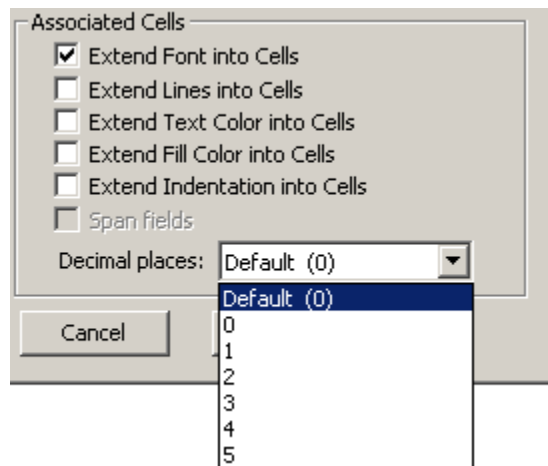 Associated Cells
Extend Font into Cells
Extend Lines into Cells
Extend Text Color into Cells
Extend Fill Color into Cells
Extend Indentation into Cells
Span fields
Decimal places: Default (0)
Default (0)
Cancel
0
1
2
3
4
5